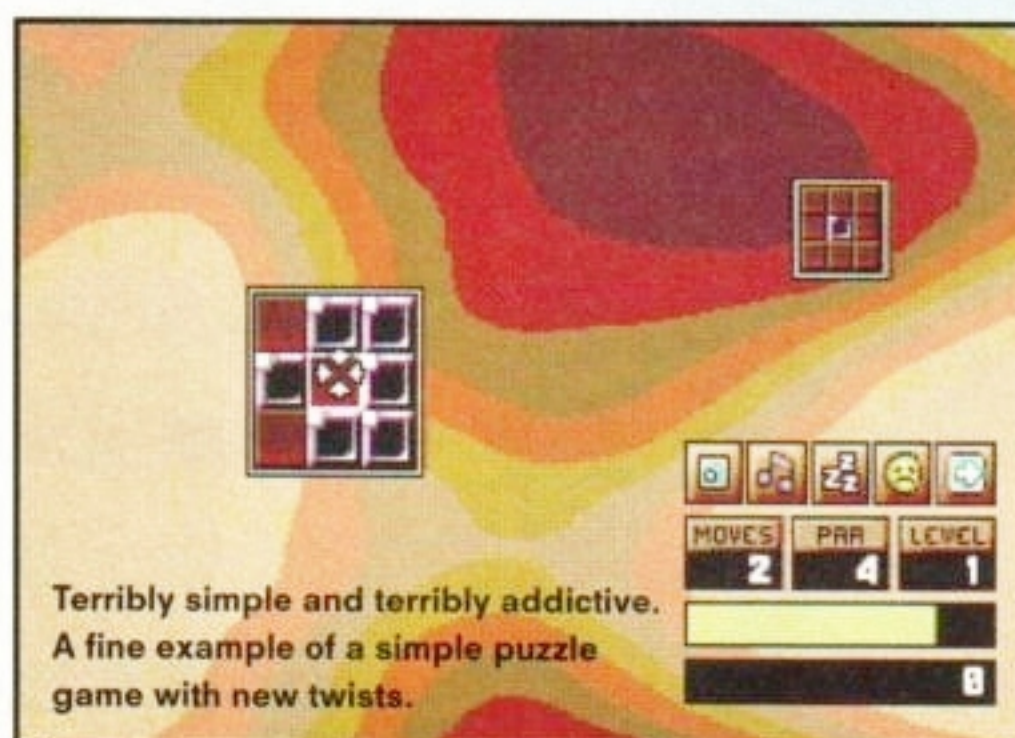 MOVES PAR LEVEL
2 4 1
Terribly simple and terribly addictive.
A fine example of a simple puzzle
game with new twists.